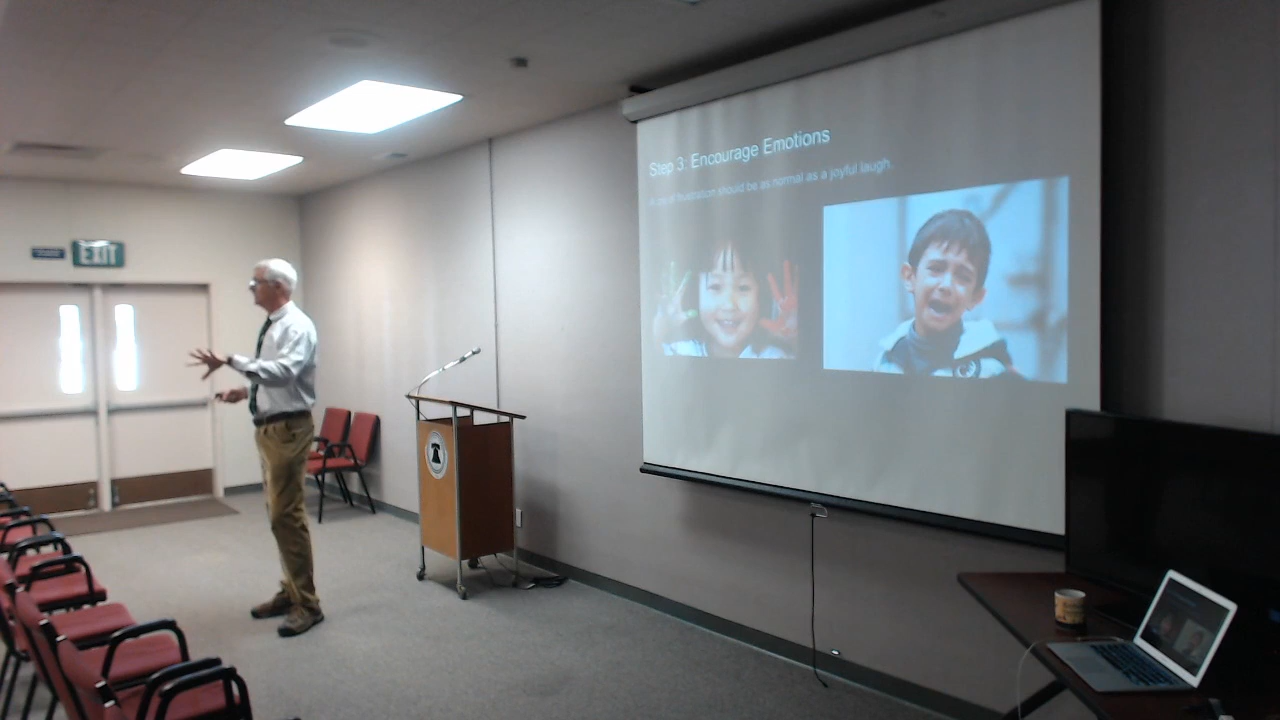 Step 3: Encourage Emotions
A cry of frustration should be as normal as a joyful laugh.
EXIT